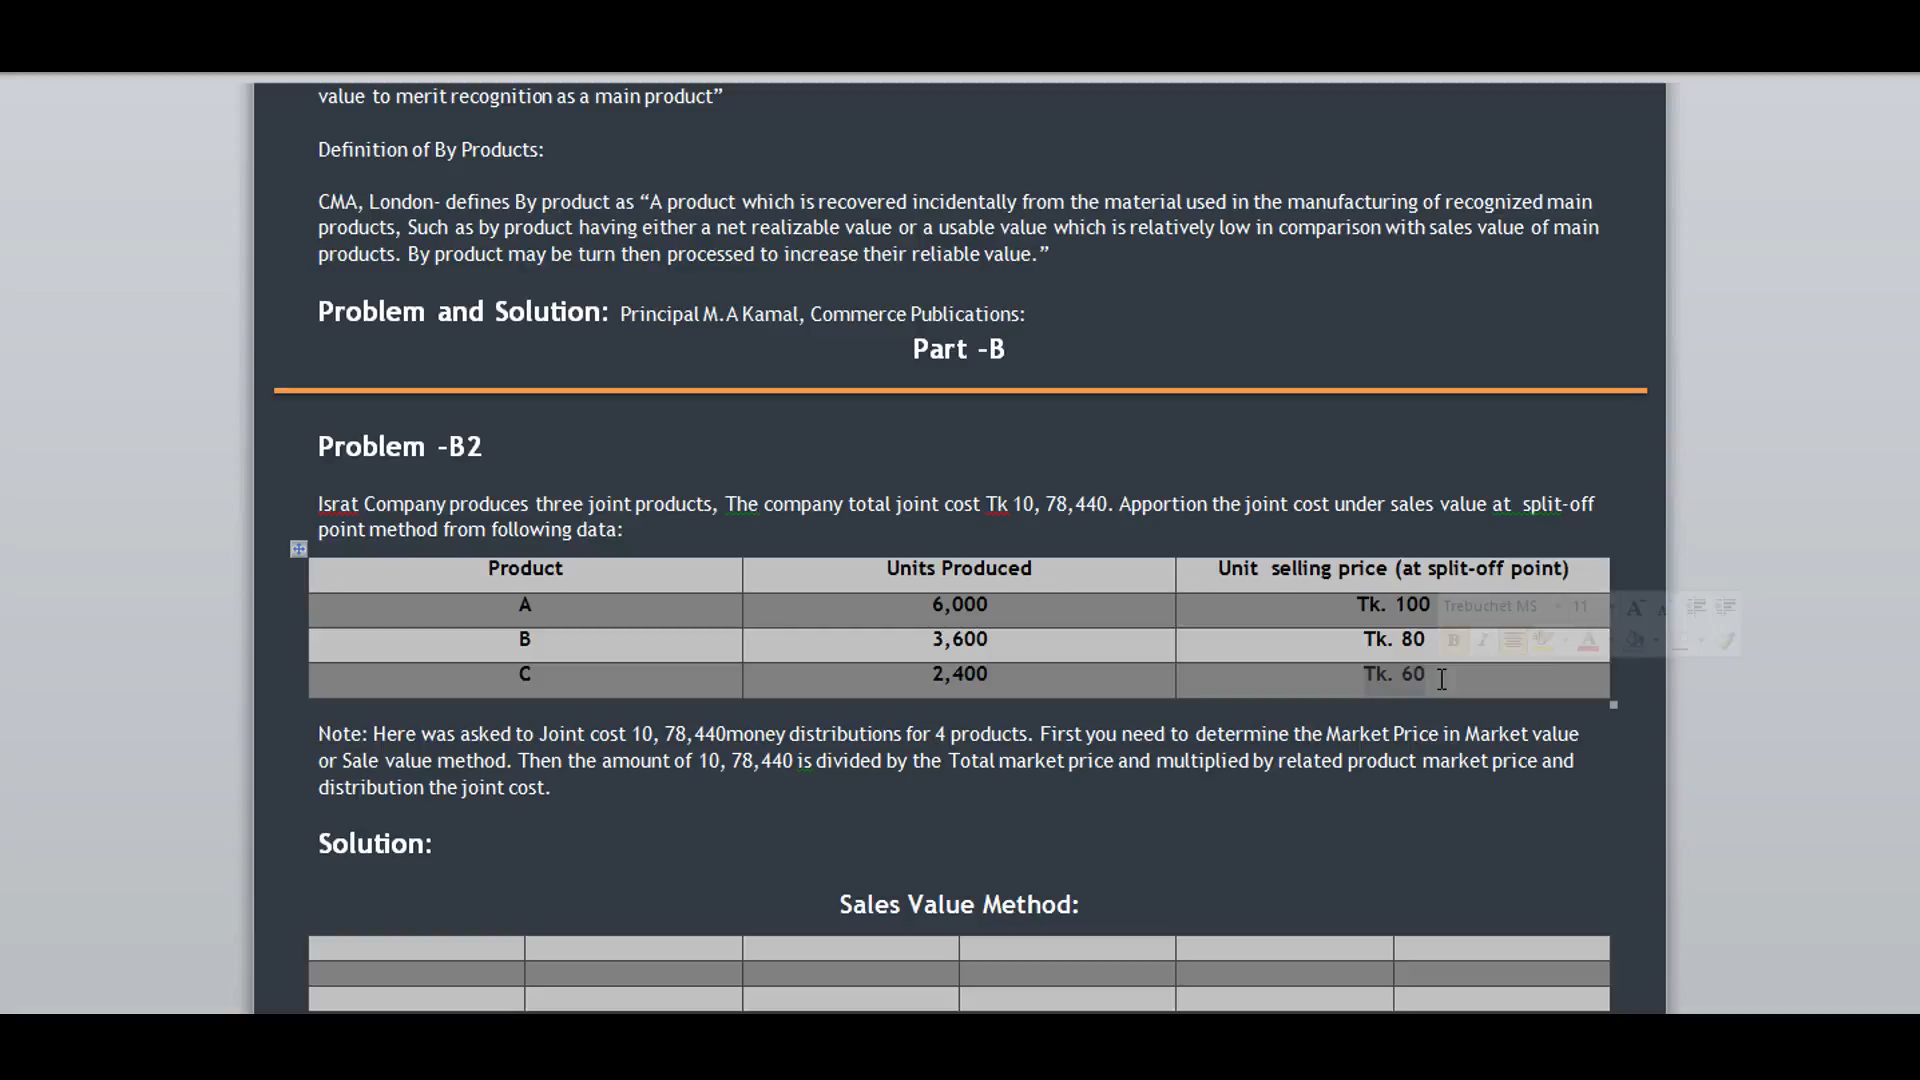 value to merit recognition as a main product”
Definition of By Products:
CMA, London- defines By product as “A product which is recovered incidentally from the material used in the manufacturing of recognized main
products, Such as by product having either a net realizable value or a usable value which is relatively low in comparison with sales value of main
products. By product may be turn then processed to increase their reliable value.”
Problem and Solution: Principal M.A Kamal, Commerce Publications:
Part -B
Problem -B2
Israt Company produces three joint products, The company total joint cost Tk 10, 78,440. Apportion the joint cost under sales value at split-off
point method from following data:
Product Units Produced Unit selling price (at split-off point)
A 6,000 Tk. 100
Trebuchet MS 11
B 3,600 Tk. 80
C 2,400 Tk. 60
Note: Here was asked to Joint cost 10, 78,440money distributions for 4 products. First you need to determine the Market Price in Market value
or Sale value method. Then the amount of 10, 78,440 is divided by the Total market price and multiplied by related product market price and
distribution the joint cost.
Solution:
Sales Value Method: